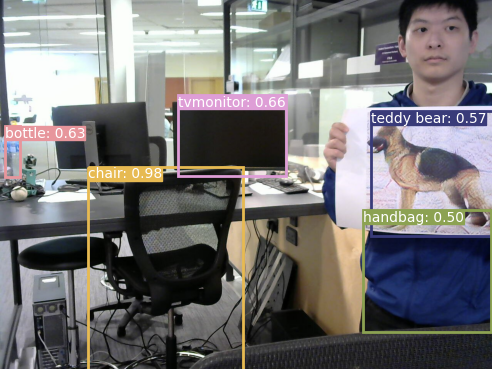 tvmonitor: 0.66
teddy bear: 0.57
bottle: 0.63
chair: 0.98
handbag: 0.50